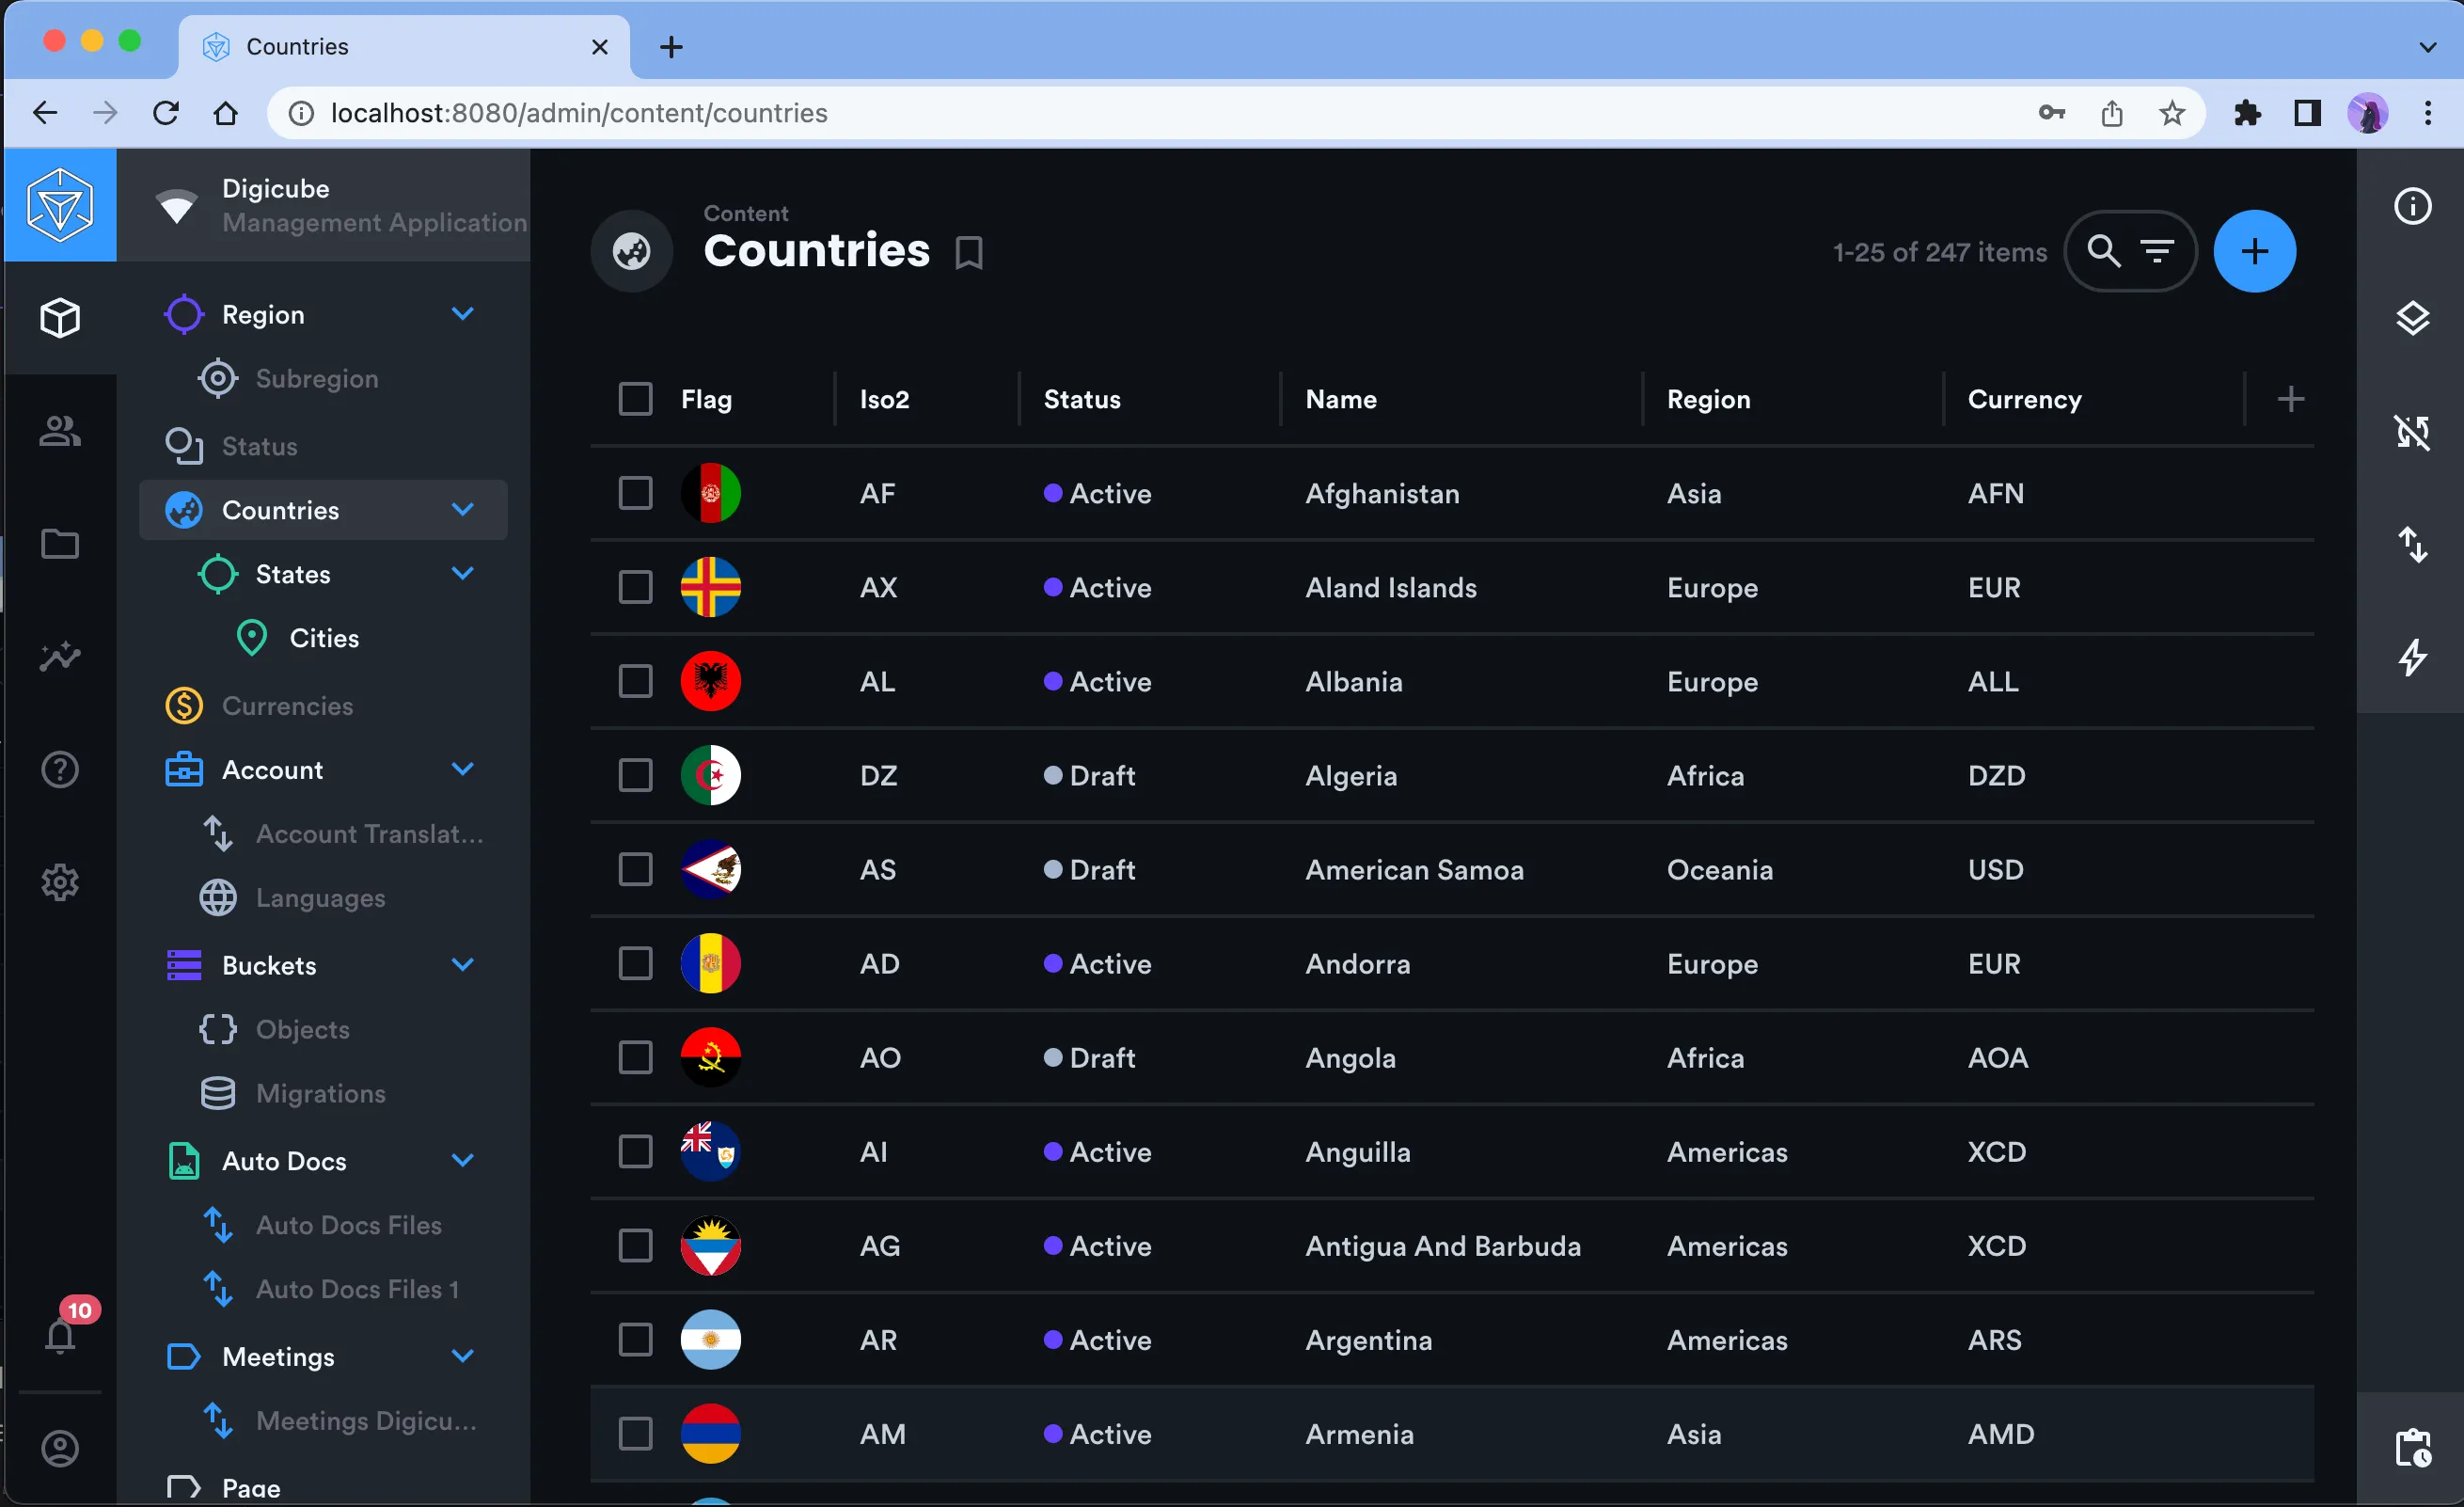 Countries
localhost:8080/admin/content/countries
Digicube
Management Application
Region
Subregion
Status
Countries
States
Cities
Currencies
Account
Account Translat...
Languages
Buckets
Objects
Migrations
Auto Docs
Auto Docs Files
Auto Docs Files 1
Meetings
Meetings Digicu...
Page
10
Content
Countries
1-25 of 247 items
Flag Iso2 Status Name Region Currency
AF Active Afghanistan Asia AFN
AX Active Aland Islands Europe EUR
AL Active Albania Europe ALL
DZ Draft Algeria Africa DZD
AS Draft American Samoa Oceania USD
AD Active Andorra Europe EUR
AO Draft Angola Africa AOA
AI Active Anguilla Americas XCD
AG Active Antigua And Barbuda Americas XCD
AR Active Argentina Americas ARS
AM Active Armenia Asia AMD